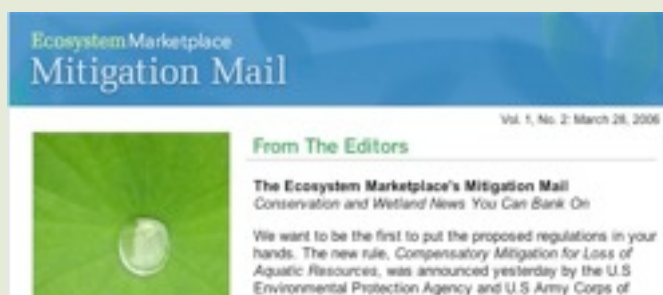 Ecosystem Marketplace
Mitigation Mail
Vol. 1, No. 2: March 28, 2006
From The Editors
The Ecosystem Marketplace's Mitigation Mail
Conservation and Wetland News You Can Bank On
We want to be the first to put the proposed regulations in your
hands. The new rule, Compensatory Mitigation for Loss of
Aquatic Resources, was announced yesterday by the U.S
Environmental Protection Agency and U.S Army Corps of